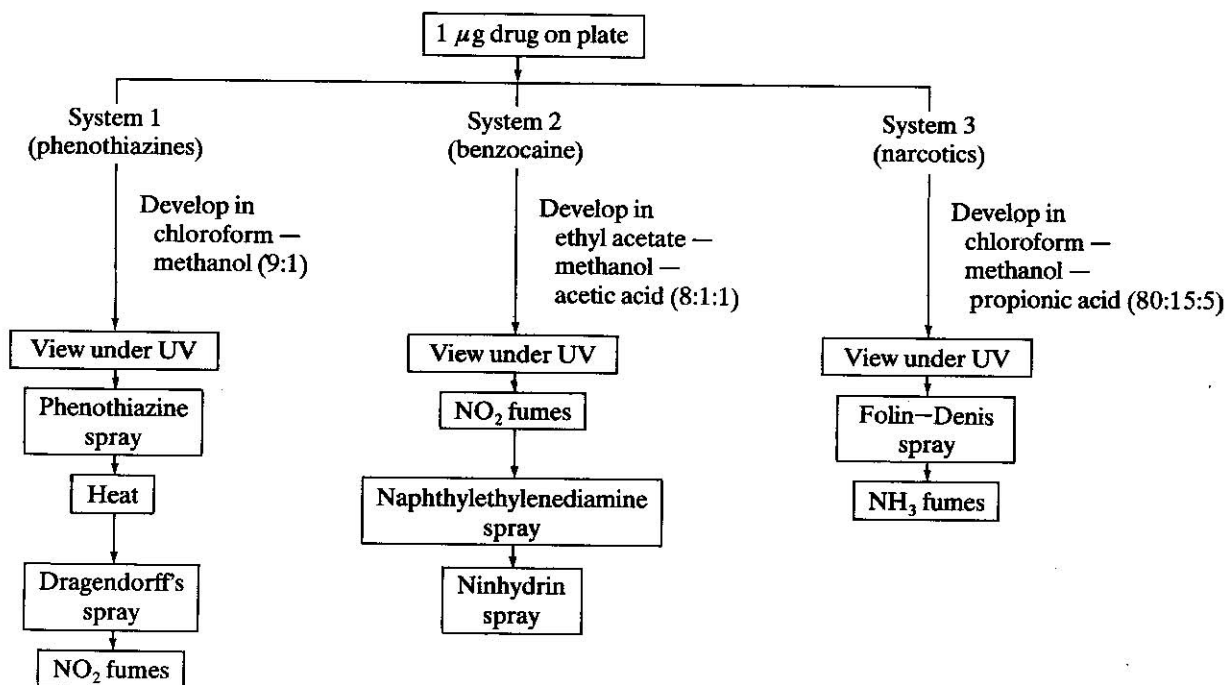 1 μg drug on plate
System 1
(phenothiazines)
Develop in
chloroform —
methanol (9:1)
View under UV
Phenothiazine
spray
Heat
Dragendorff's
spray
NO₂ fumes
System 2
(benzocaine)
Develop in
ethyl acetate —
methanol —
acetic acid (8:1:1)
View under UV
NO₂ fumes
Naphthylethylenediamine
spray
Ninhydrin
spray
System 3
(narcotics)
Develop in
chloroform —
methanol —
propionic acid (80:15:5)
View under UV
Folin—Denis
spray
NH₃ fumes